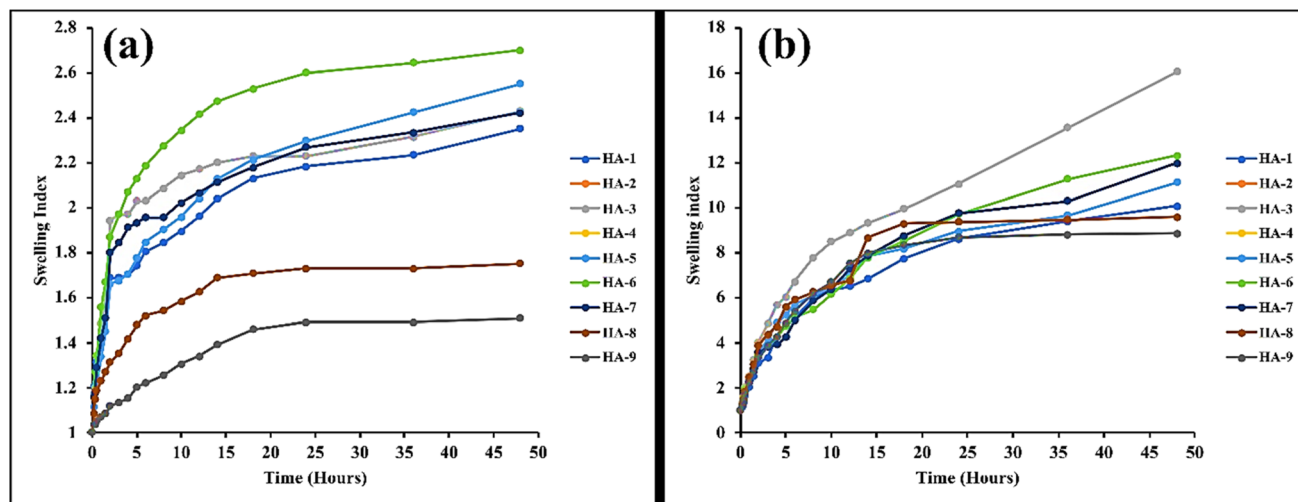 (a)
2.8
2.6
2.4
2.2
2
1.8
1.6
1.4
1.2
1
Swelling Index
0 5 10 15 20 25 30 35 40 45 50
Time (Hours)
HA-1
HA-2
HA-3
HA-4
HA-5
HA-6
HA-7
HA-8
HA-9
(b)
18
16
14
12
10
8
6
4
2
0
Swelling index
0 5 10 15 20 25 30 35 40 45 50
Time (Hours)
HA-1
HA-2
HA-3
HA-4
HA-5
HA-6
HA-7
HA-8
HA-9